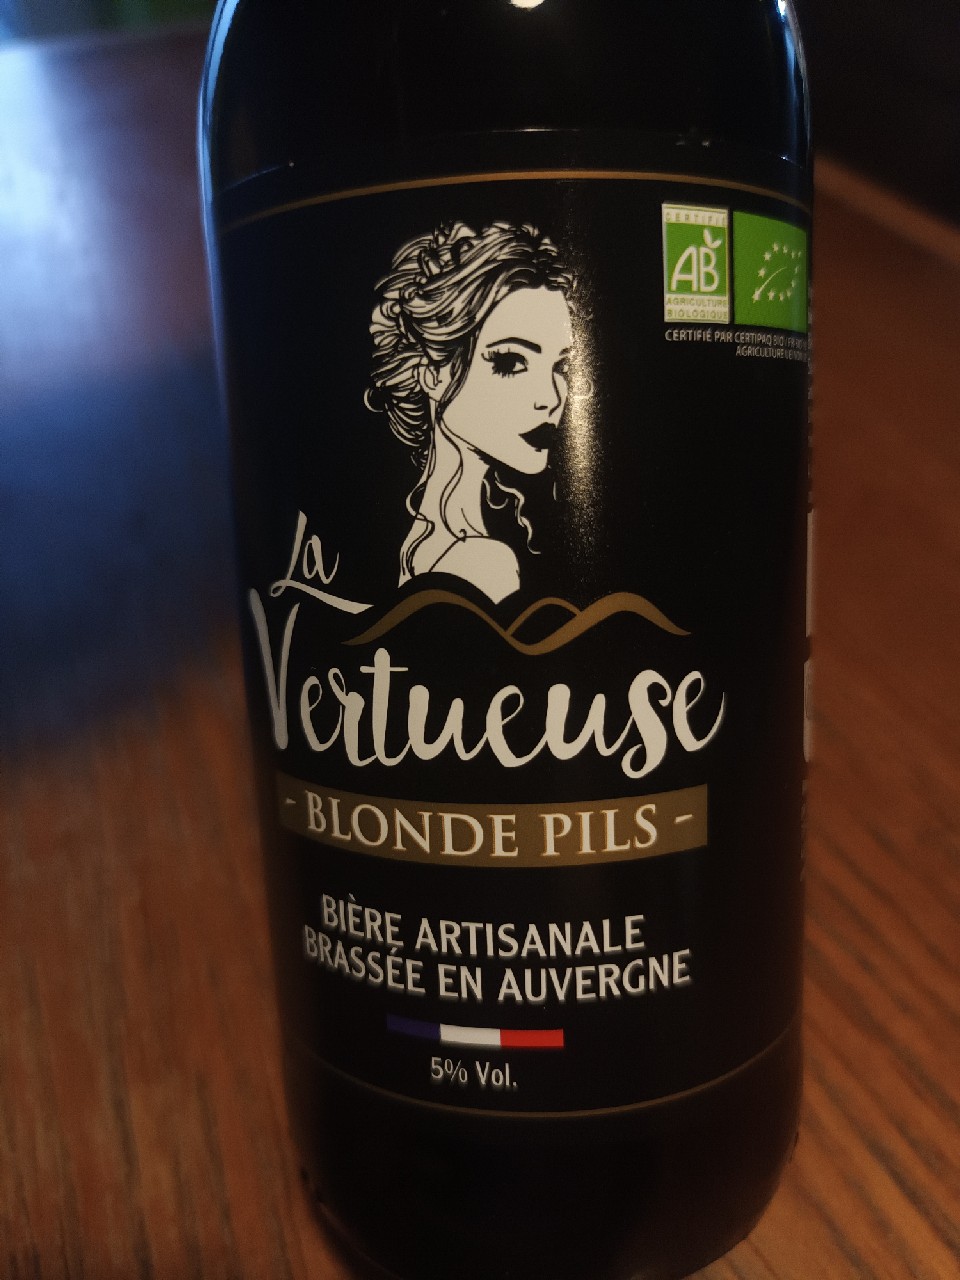 CERTIFIÉ
AB
AGRICULTURE
BIOLOGIQUE
CERTIFIÉ PAR CERTIPAQ BIO
AGRICULTURE
La
Vertueuse
- BLONDE PILS -
BIÈRE ARTISANALE
BRASSÉE EN AUVERGNE
5% Vol.